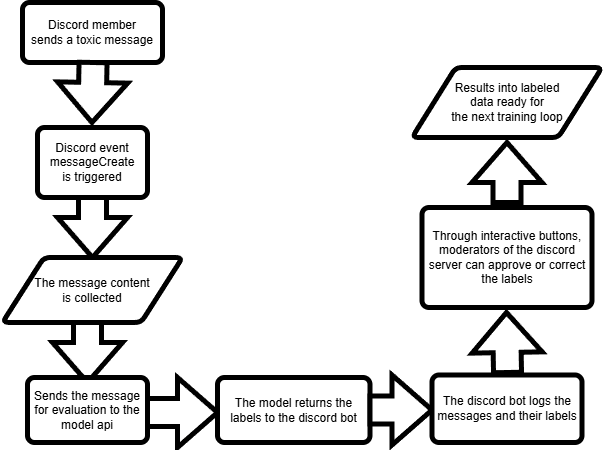 Discord member
sends a toxic message
Discord event
messageCreate
is triggered
The message content
is collected
Sends the message
for evaluation to the
model api
The model returns the
labels to the discord bot
The discord bot logs the
messages and their labels
Through interactive buttons,
moderators of the discord
server can approve or correct
the labels
Results into labeled
data ready for
the next training loop